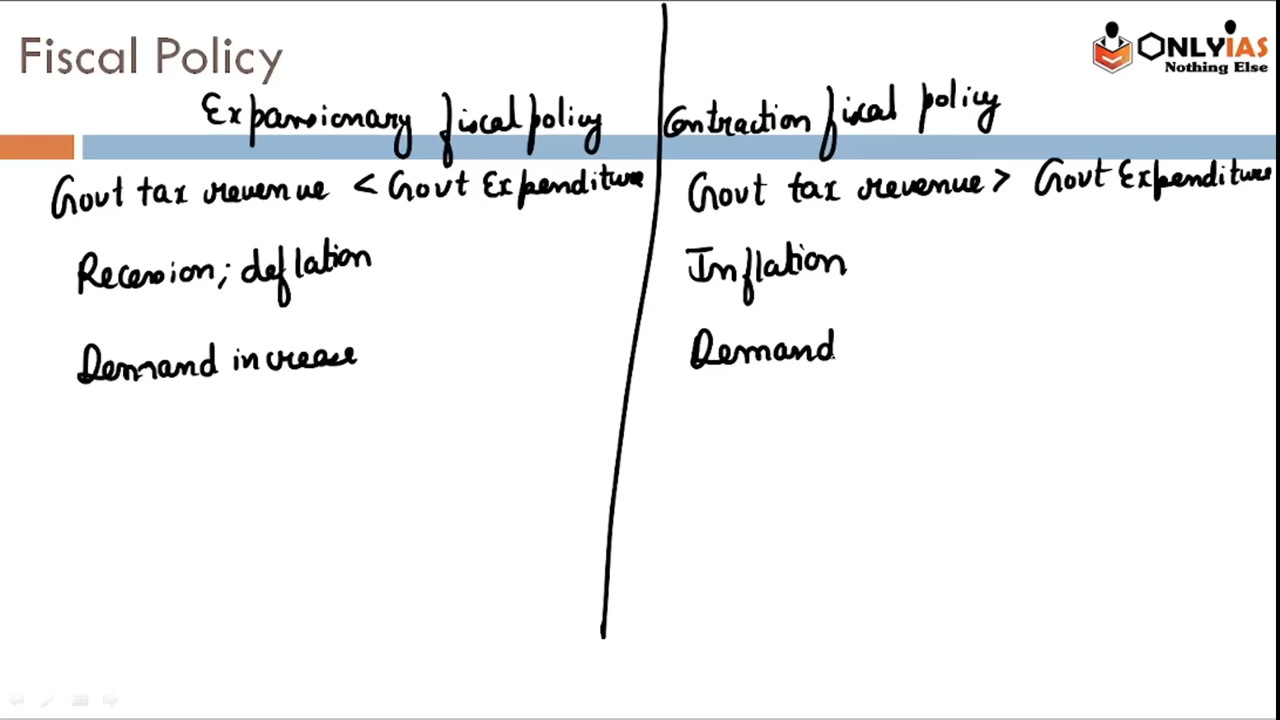 Fiscal Policy
ONLYIAS
Nothing Else
Expansionary fiscal policy
Govt tax revenue < Govt Expenditure
Recession; deflation
Demand increase
Contraction fiscal policy
Govt tax revenue > Govt Expenditure
Inflation
Demand